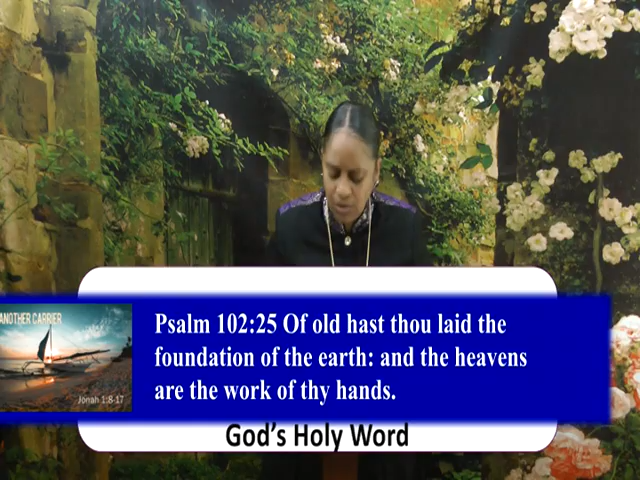 ANOTHER CARRIER
Jonah 1:8-17
Psalm 102:25 Of old hast thou laid the
foundation of the earth: and the heavens
are the work of thy hands.
God's Holy Word